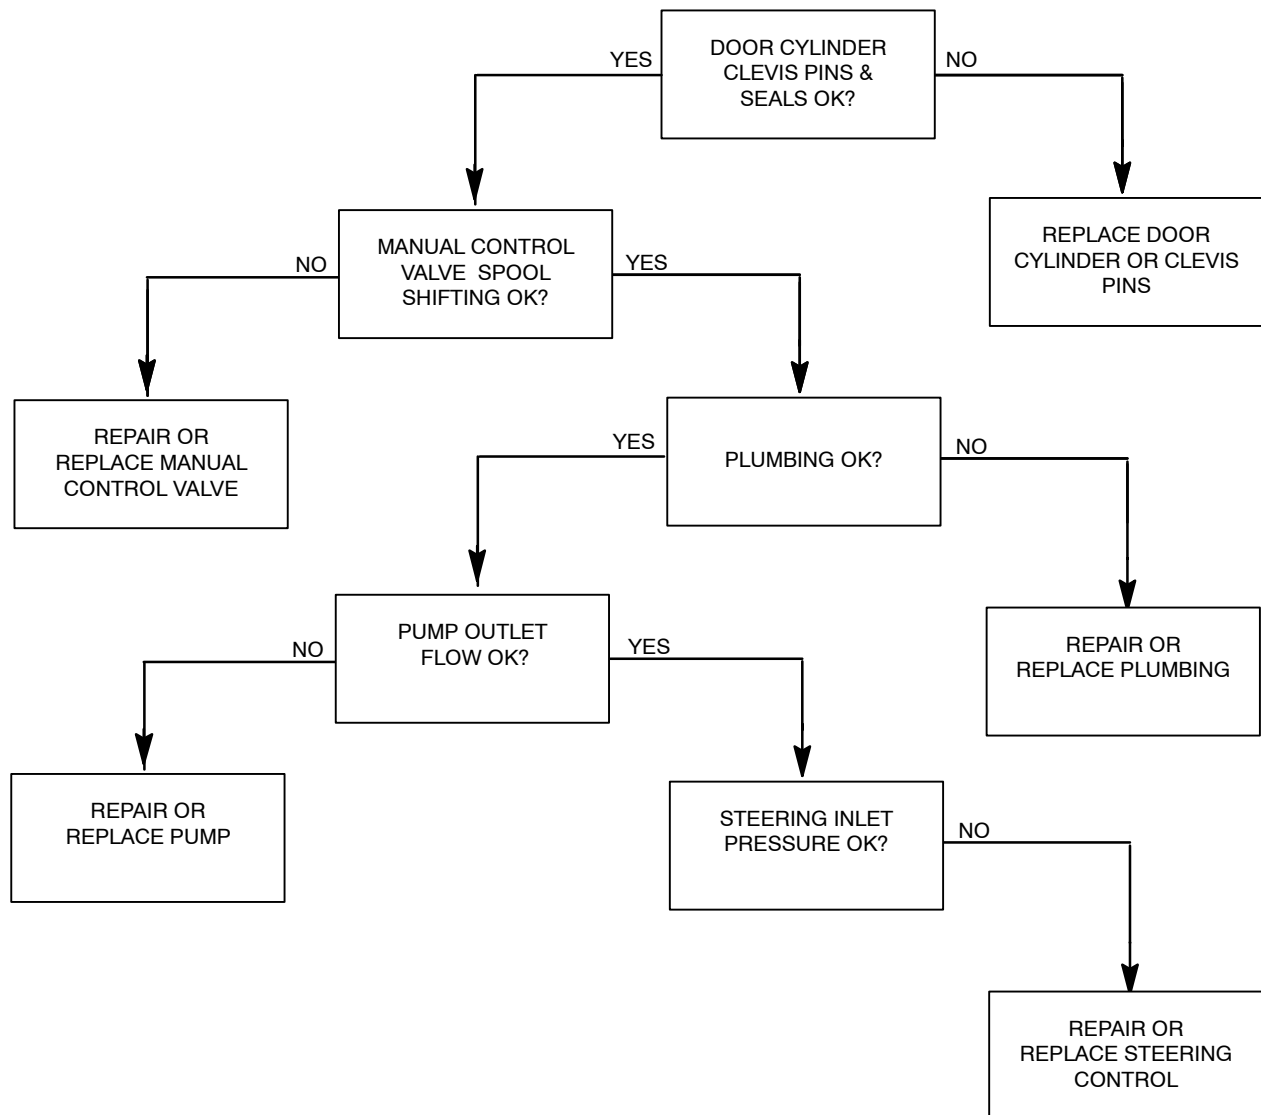 DOOR CYLINDER
CLEVIS PINS &
SEALS OK?
YES
NO
MANUAL CONTROL
VALVE SPOOL
SHIFTING OK?
NO
YES
REPLACE DOOR
CYLINDER OR CLEVIS
PINS
REPAIR OR
REPLACE MANUAL
CONTROL VALVE
PLUMBING OK?
YES
NO
PUMP OUTLET
FLOW OK?
NO
YES
REPAIR OR
REPLACE PLUMBING
REPAIR OR
REPLACE PUMP
STEERING INLET
PRESSURE OK?
NO
REPAIR OR
REPLACE STEERING
CONTROL